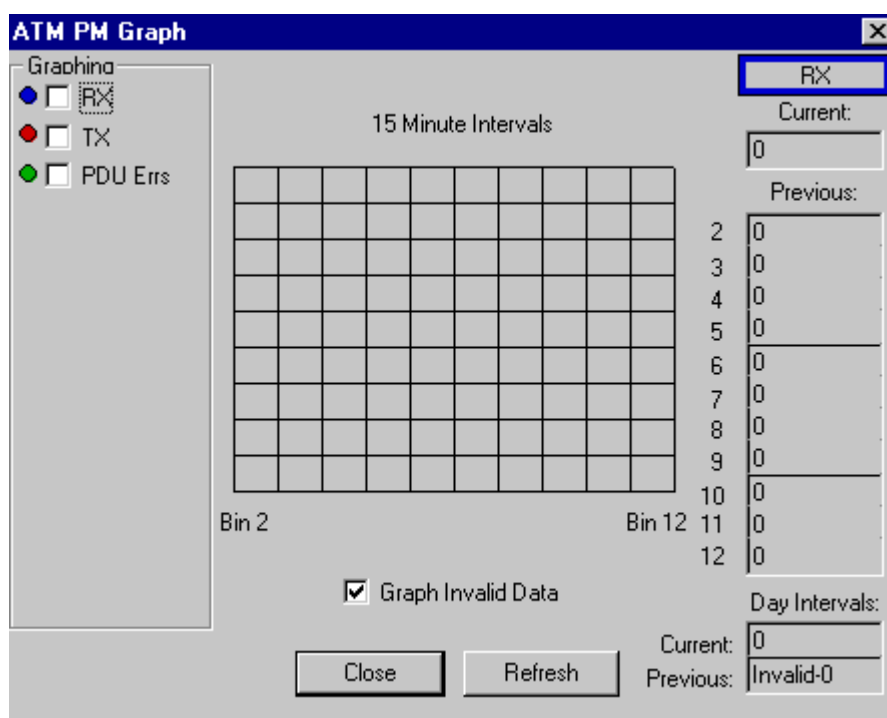 ATM PM Graph
Graphing
RX
TX
PDU Errs
15 Minute Intervals
Bin 2
Bin 12
Graph Invalid Data
Close
Refresh
RX
Current:
0
Previous:
2 0
3 0
4 0
5 0
6 0
7 0
8 0
9 0
10 0
11 0
12 0
Day Intervals:
Current: 0
Previous: Invalid-0